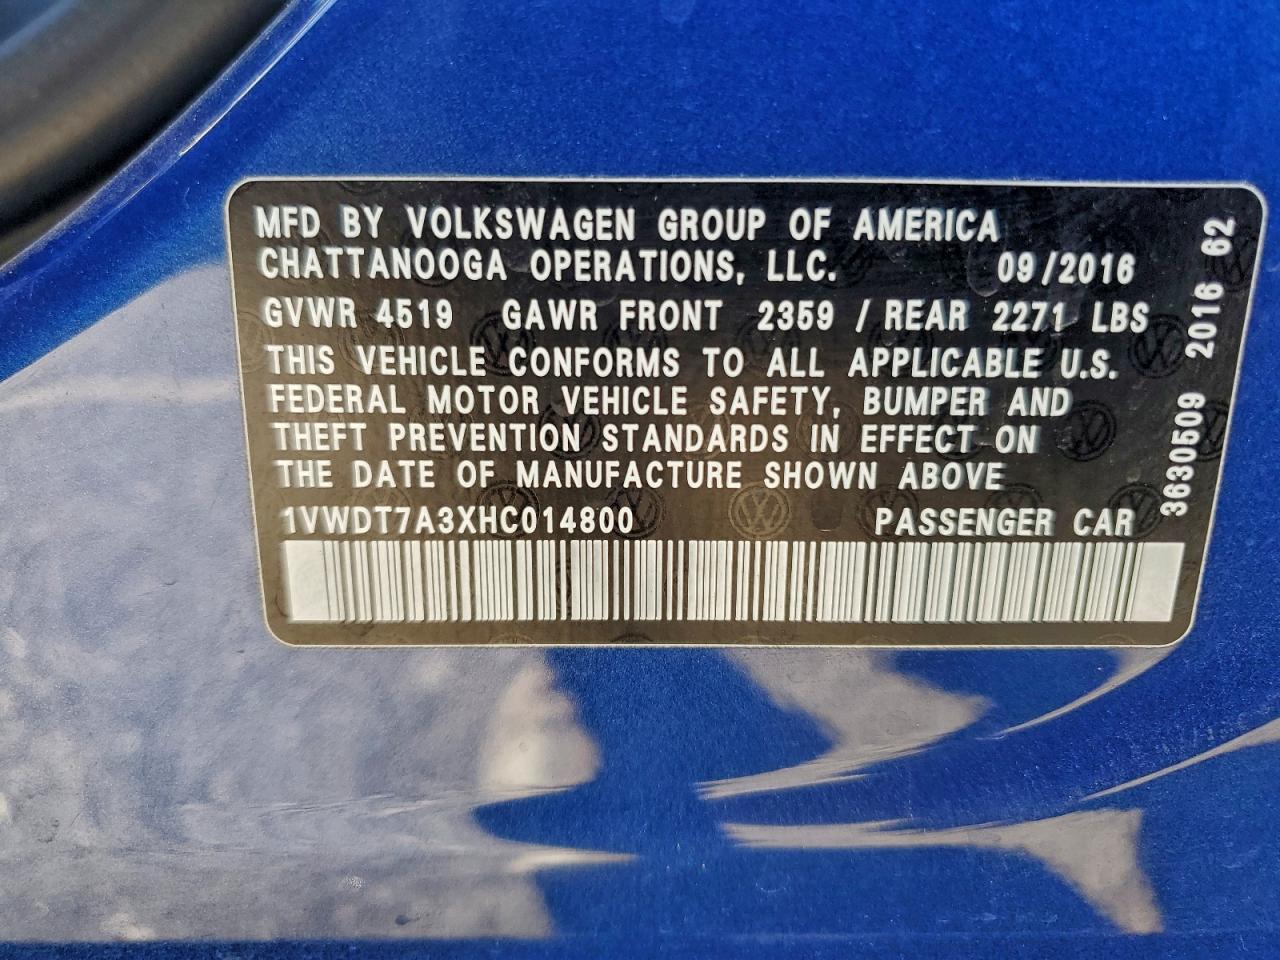 MFD BY VOLKSWAGEN GROUP OF AMERICA
CHATTANOOGA OPERATIONS, LLC. 09/2016
GVWR 4519 GAWR FRONT 2359 / REAR 2271 LBS
THIS VEHICLE CONFORMS TO ALL APPLICABLE U.S.
FEDERAL MOTOR VEHICLE SAFETY, BUMPER AND
THEFT PREVENTION STANDARDS IN EFFECT ON
THE DATE OF MANUFACTURE SHOWN ABOVE
1VWDT7A3XHC014800 PASSENGER CAR
3630509 2016 62